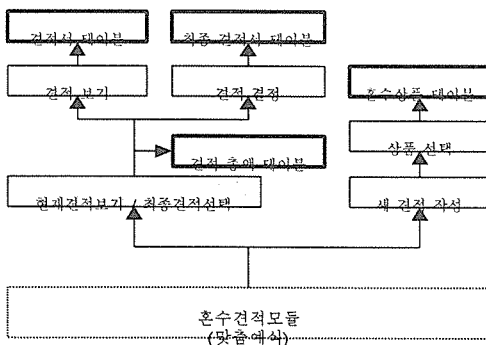 견적서 테이블
최종 견적서 테이블
견적 보기
견적 결정
혼수상품 테이블
상품 선택
견적 총액 테이블
현재견적보기 / 최종견적선택
새 견적 작성
혼수견적모듈
(맞춤예식)